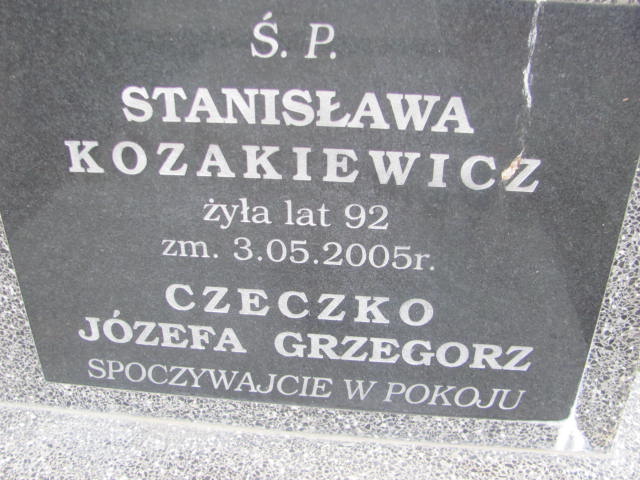 Ś. P.
STANISŁAWA
KOZAKIEWICZ
żyła lat 92
zm. 3.05.2005r.
CZECZKO
JÓZEFA GRZEGORZ
SPOCZYWAJCIE W POKOJU